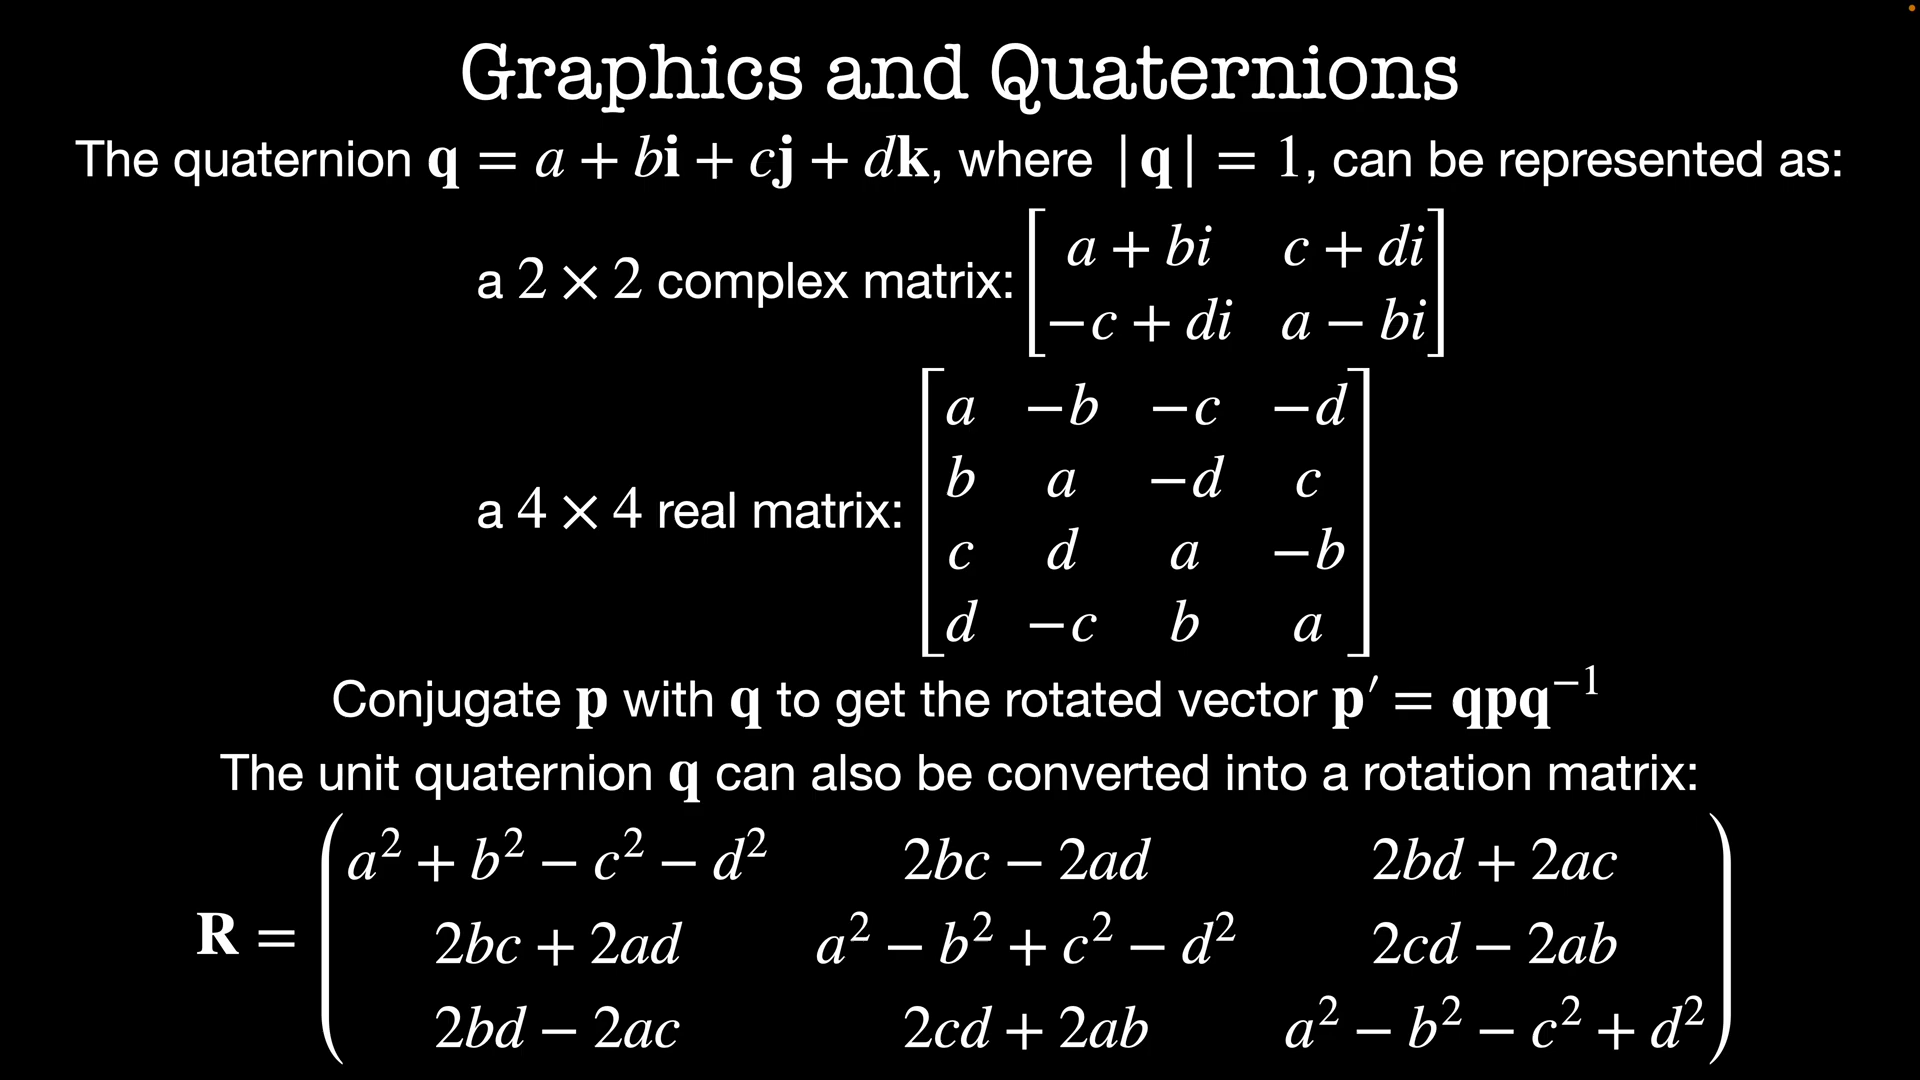 Graphics and Quaternions
The quaternion q = a + bi + cj + dk, where |q| = 1, can be represented as:
a 2 × 2 complex matrix: [a + bi c + di
−c + di a − bi]
a 4 × 4 real matrix: [a −b −c −d
b a −d c
c d a −b
d −c b a]
Conjugate p with q to get the rotated vector p′ = qpq⁻¹
The unit quaternion q can also be converted into a rotation matrix:
R = (a² + b² − c² − d² 2bc − 2ad 2bd + 2ac
2bc + 2ad a² − b² + c² − d² 2cd − 2ab
2bd − 2ac 2cd + 2ab a² − b² − c² + d²)